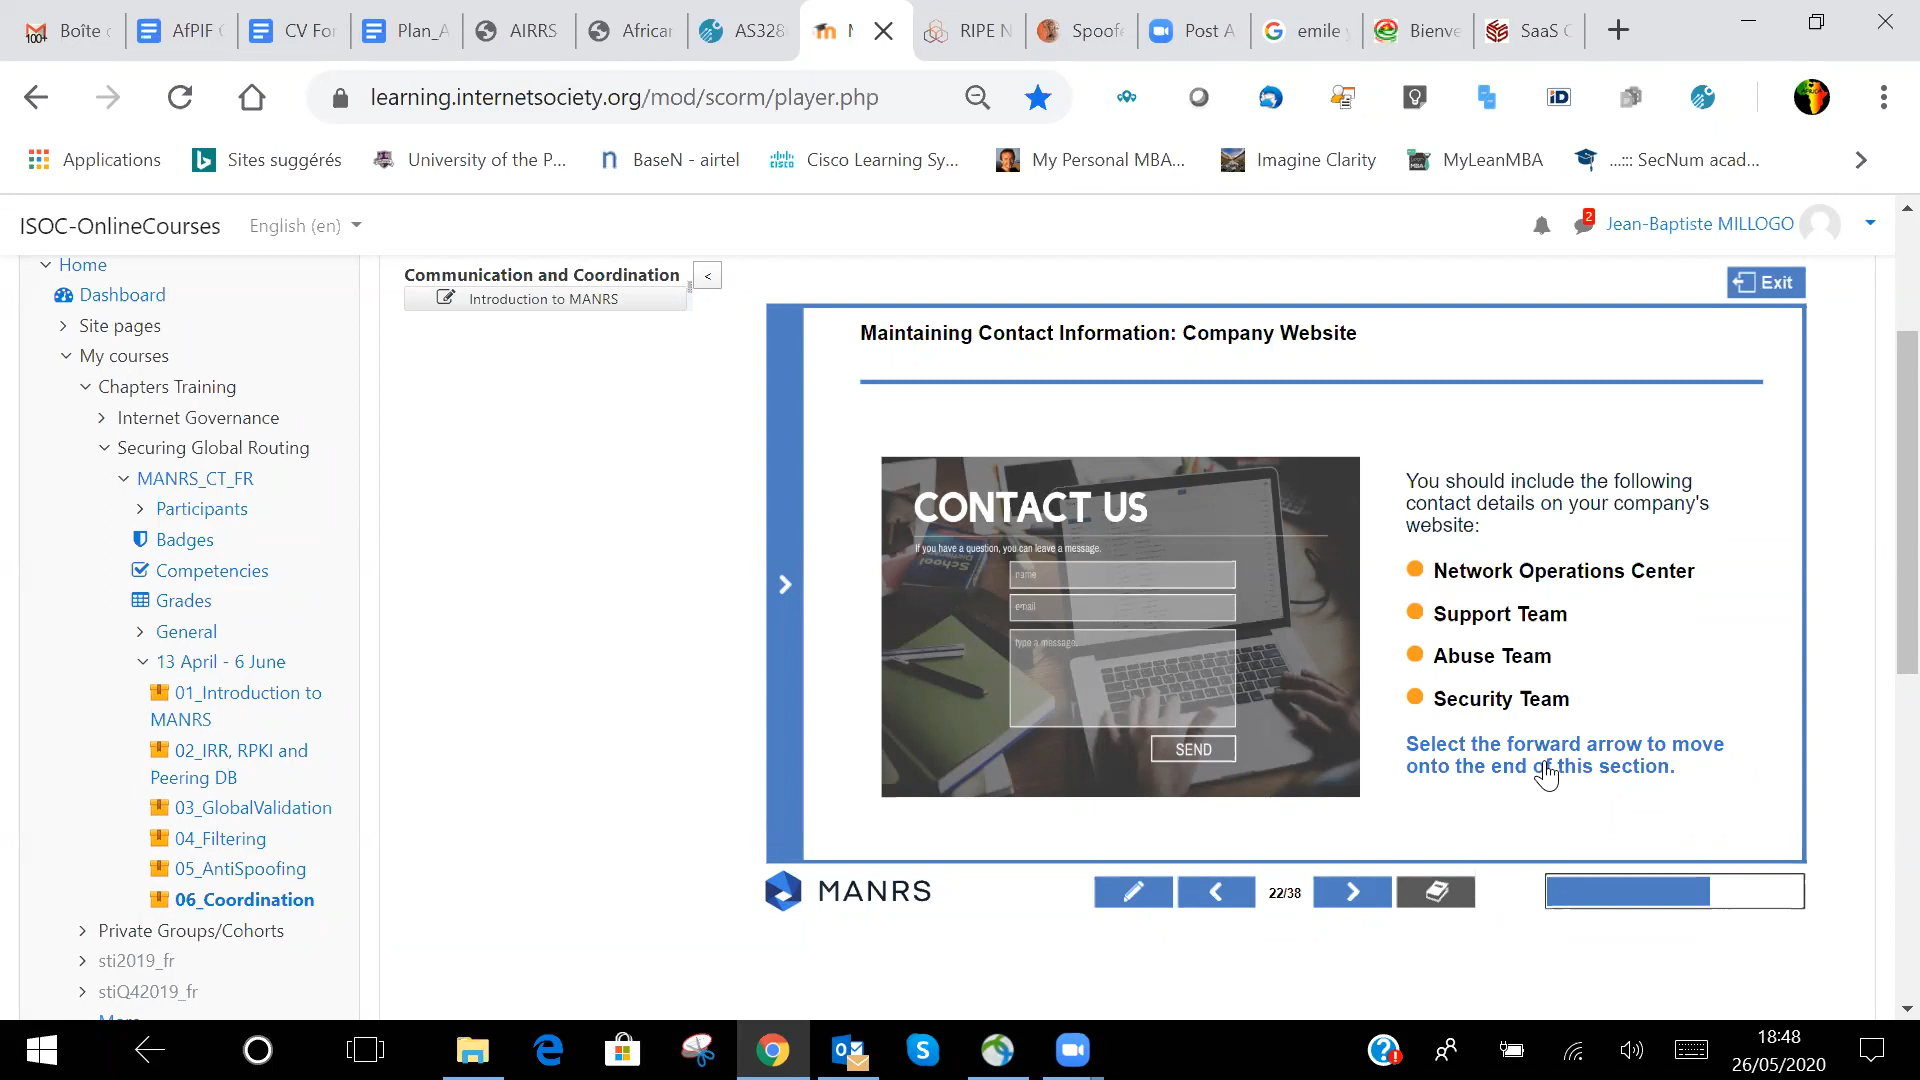 Boîte
AfPIF
CV For
Plan_A
AIRRS
Africar
AS328
RIPE N
Spoofe
Post A
emile
Bienve
SaaS
learning.internetsociety.org/mod/scorm/player.php
Applications
Sites suggérés
University of the P...
BaseN - airtel
Cisco Learning Sy...
My Personal MBA...
Imagine Clarity
MyLeanMBA
...::: SecNum acad...
ISOC-OnlineCourses
English (en)
2
Jean-Baptiste MILLOGO
Home
Dashboard
Site pages
My courses
Chapters Training
Internet Governance
Securing Global Routing
MANRS_CT_FR
Participants
Badges
Competencies
Grades
General
13 April - 6 June
01_Introduction to
MANRS
02_IRR, RPKI and
Peering DB
03_GlobalValidation
04_Filtering
05_AntiSpoofing
06_Coordination
Private Groups/Cohorts
sti2019_fr
stiQ42019_fr
Communication and Coordination
<
Introduction to MANRS
Exit
Maintaining Contact Information: Company Website
CONTACT US
If you have a question, you can leave a message.
name
email
type a message
SEND
You should include the following
contact details on your company's
website:
Network Operations Center
Support Team
Abuse Team
Security Team
Select the forward arrow to move
onto the end of this section.
MANRS
22/38
18:48
26/05/2020